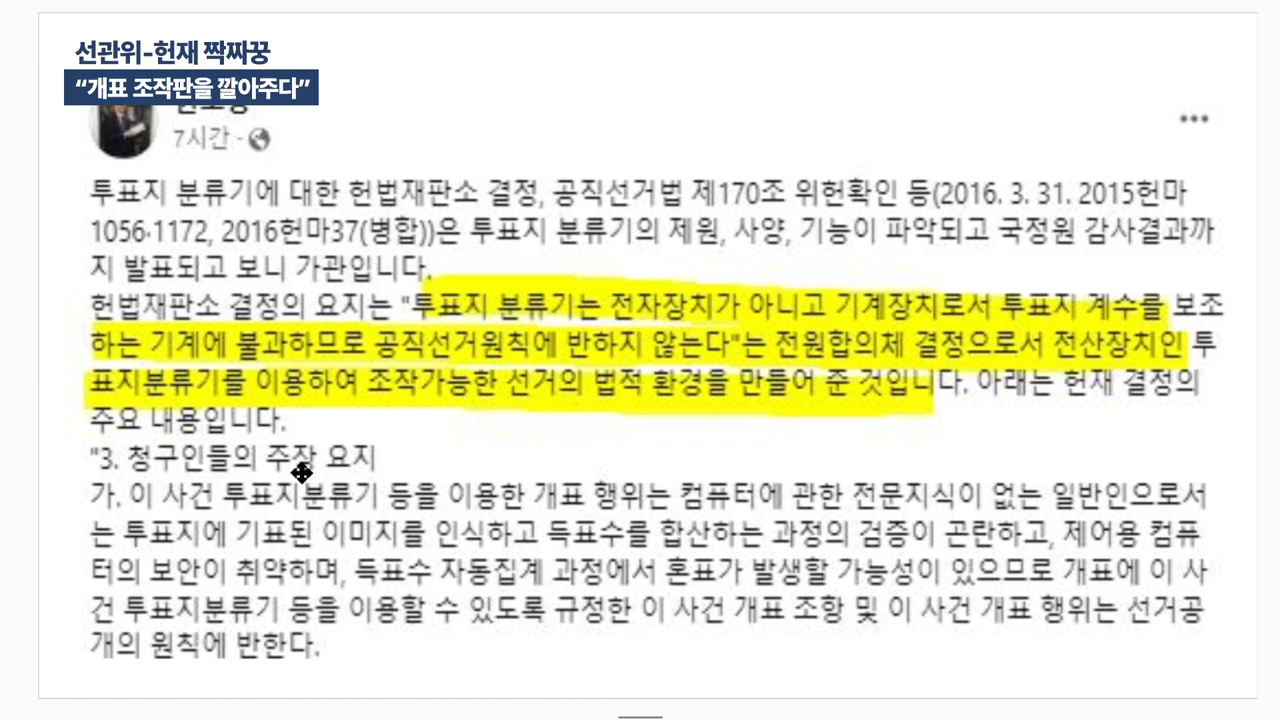 선관위-헌재 짝짜꿍
“개표 조작판을 깔아주다”
7시간 ·
투표지 분류기에 대한 헌법재판소 결정, 공직선거법 제170조 위헌확인 등(2016. 3. 31. 2015헌마
1056·1172, 2016헌마37(병합))은 투표지 분류기의 제원, 사양, 기능이 파악되고 국정원 감사결과까
지 발표되고 보니 가관입니다.
헌법재판소 결정의 요지는 "투표지 분류기는 전자장치가 아니고 기계장치로서 투표지 계수를 보조
하는 기계에 불과하므로 공직선거원칙에 반하지 않는다"는 전원합의체 결정으로서 전산장치인 투
표지분류기를 이용하여 조작가능한 선거의 법적 환경을 만들어 준 것입니다. 아래는 헌재 결정의
주요 내용입니다.
"3. 청구인들의 주장 요지
가. 이 사건 투표지분류기 등을 이용한 개표 행위는 컴퓨터에 관한 전문지식이 없는 일반인으로서
는 투표지에 기표된 이미지를 인식하고 득표수를 합산하는 과정의 검증이 곤란하고, 제어용 컴퓨
터의 보안이 취약하며, 득표수 자동집계 과정에서 혼표가 발생할 가능성이 있으므로 개표에 이 사
건 투표지분류기 등을 이용할 수 있도록 규정한 이 사건 개표 조항 및 이 사건 개표 행위는 선거공
개의 원칙에 반한다.